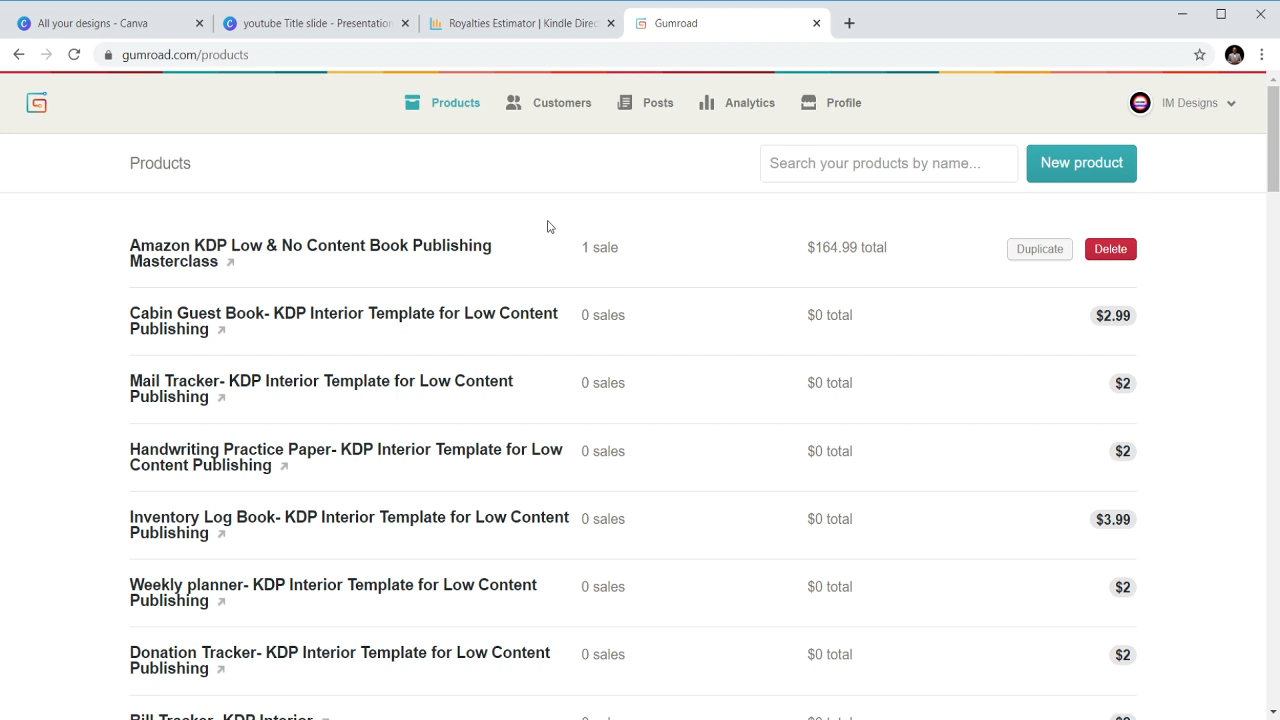 All your designs - Canva
youtube Title slide - Presentation
Royalties Estimator | Kindle Direc
Gumroad
gumroad.com/products
Products
Customers
Posts
Analytics
Profile
IM Designs
Products
Search your products by name...
New product
Amazon KDP Low & No Content Book Publishing
Masterclass
1 sale
$164.99 total
Duplicate
Delete
Cabin Guest Book- KDP Interior Template for Low Content
Publishing
0 sales
$0 total
$2.99
Mail Tracker- KDP Interior Template for Low Content
Publishing
0 sales
$0 total
$2
Handwriting Practice Paper- KDP Interior Template for Low
Content Publishing
0 sales
$0 total
$2
Inventory Log Book- KDP Interior Template for Low Content
Publishing
0 sales
$0 total
$3.99
Weekly planner- KDP Interior Template for Low Content
Publishing
0 sales
$0 total
$2
Donation Tracker- KDP Interior Template for Low Content
Publishing
0 sales
$0 total
$2
Bill Tracker- KDP Interior